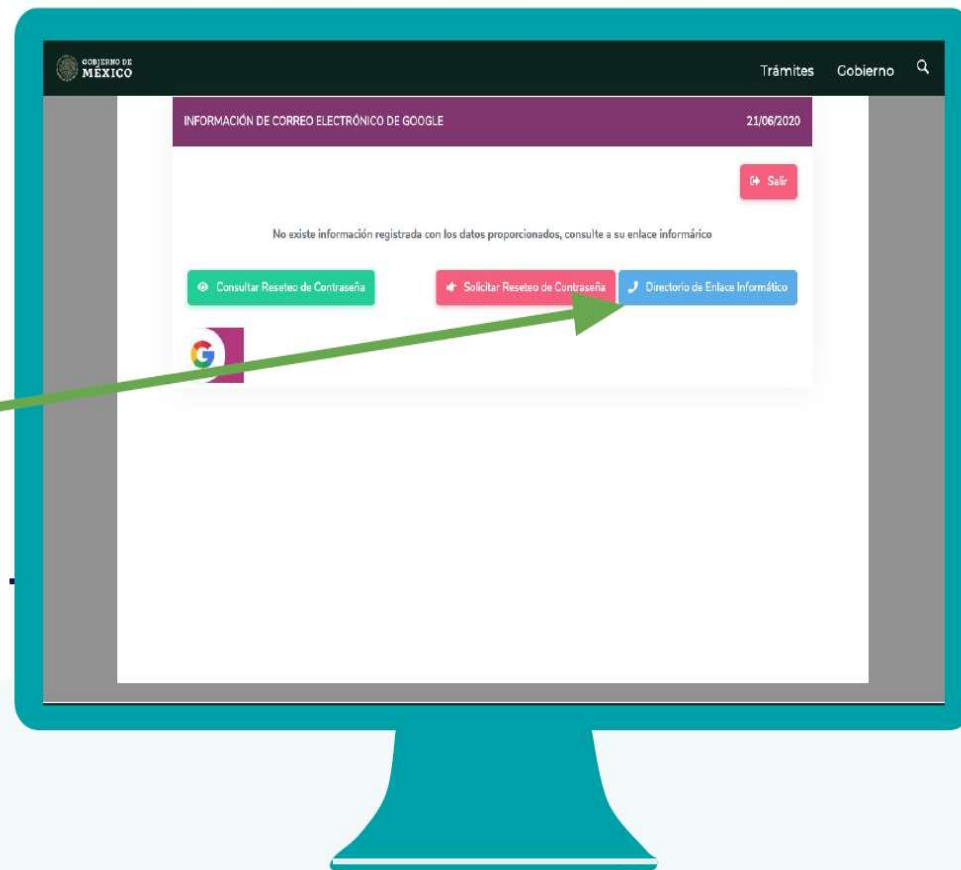 GOBIERNO DE
MÉXICO
Trámites Gobierno
INFORMACIÓN DE CORREO ELECTRÓNICO DE GOOGLE 21/06/2020
Salir
No existe información registrada con los datos proporcionados, consulte a su enlace informárico
Consultar Reseteo de Contraseña Solicitar Reseteo de Contraseña Directorio de Enlace Informático
G